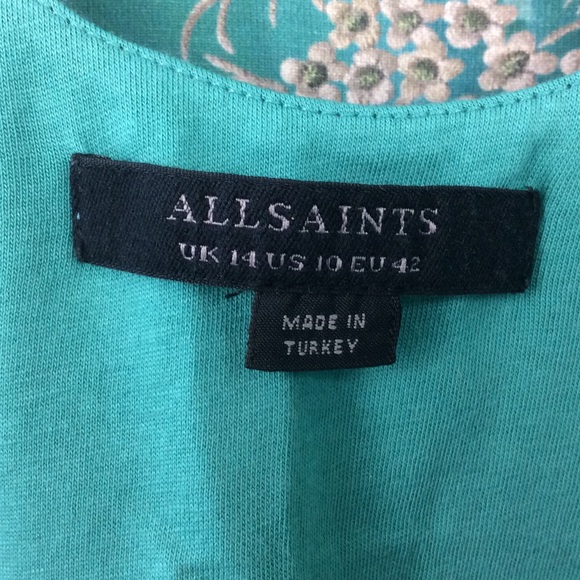 ALLSAINTS
UK 14 US 10 EU 42
MADE IN
TURKEY